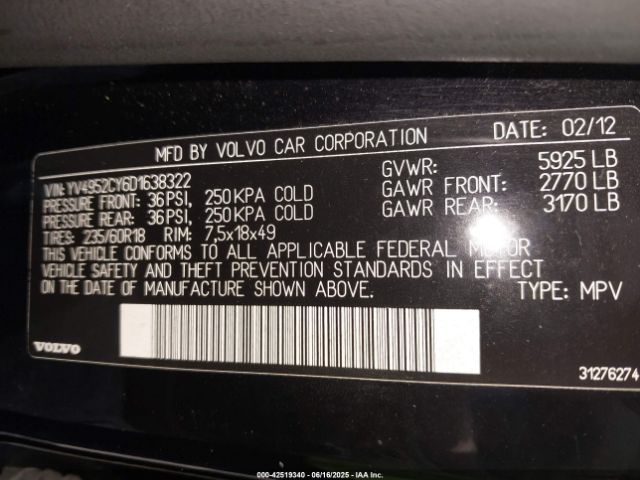 MFD BY VOLVO CAR CORPORATION DATE: 02/12
VIN: YV4952CY6D1638322 GVWR: 5925 LB
PRESSURE FRONT: 36 PSI, 250 KPA COLD GAWR FRONT: 2770 LB
PRESSURE REAR: 36 PSI, 250 KPA COLD GAWR REAR: 3170 LB
TIRES: 235/60R18 RIM: 7,5x18x49
THIS VEHICLE CONFORMS TO ALL APPLICABLE FEDERAL MOTOR
VEHICLE SAFETY AND THEFT PREVENTION STANDARDS IN EFFECT
ON THE DATE OF MANUFACTURE SHOWN ABOVE. TYPE: MPV
VOLVO
31276274
000-42519340 - 06/16/2025 - IAA Inc.